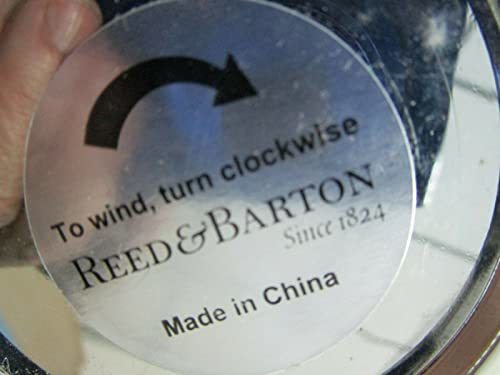 To wind, turn clockwise
REED&BARTON
Since 1824
Made in China